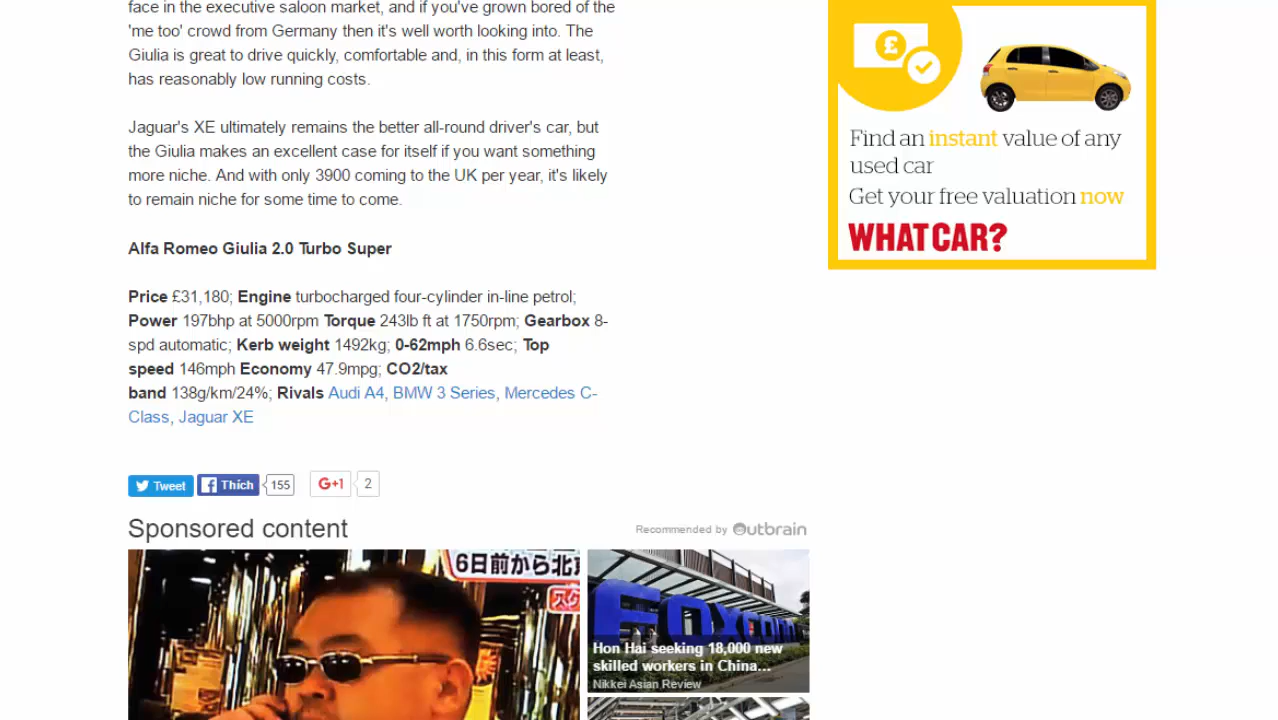 face in the executive saloon market, and if you've grown bored of the
'me too' crowd from Germany then it's well worth looking into. The
Giulia is great to drive quickly, comfortable and, in this form at least,
has reasonably low running costs.
Jaguar's XE ultimately remains the better all-round driver's car, but
the Giulia makes an excellent case for itself if you want something
more niche. And with only 3900 coming to the UK per year, it's likely
to remain niche for some time to come.
Alfa Romeo Giulia 2.0 Turbo Super
Price £31,180; Engine turbocharged four-cylinder in-line petrol;
Power 197bhp at 5000rpm Torque 243lb ft at 1750rpm; Gearbox 8-
spd automatic; Kerb weight 1492kg; 0-62mph 6.6sec; Top
speed 146mph Economy 47.9mpg; CO2/tax
band 138g/km/24%; Rivals Audi A4, BMW 3 Series, Mercedes C-
Class, Jaguar XE
Tweet Thích 155 G+1 2
Sponsored content
Recommended by Outbrain
6日前から北京
FOXCONN
Hon Hai seeking 18,000 new
skilled workers in China...
Nikkei Asian Review
£
Find an instant value of any
used car
Get your free valuation now
WHAT CAR?